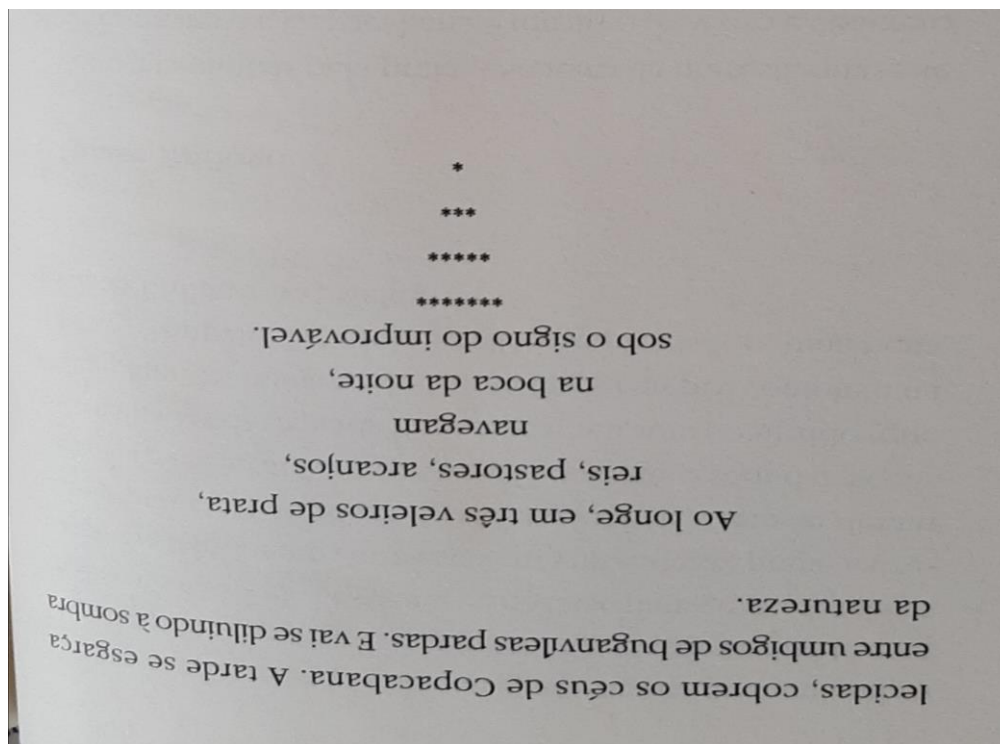 lecidas, cobrem os céus de Copacabana. A tarde se esgarça
entre umbigos de buganvíleas pardas. E vai se diluindo à sombra
da natureza.
Ao longe, em três veleiros de prata,
reis, pastores, arcanjos,
navegam
na boca da noite,
sob o signo do improvável.
*******
*****
***
*